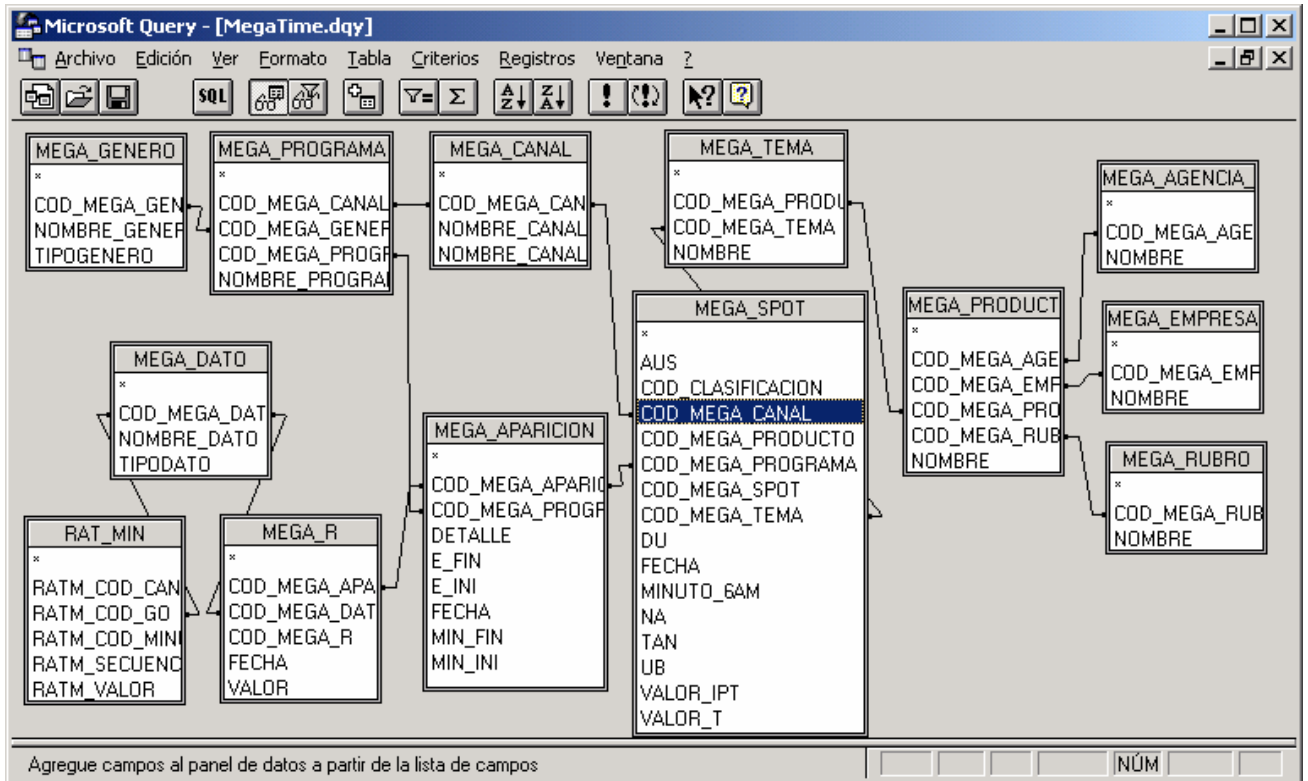 Microsoft Query - [MegaTime.dqy]
Archivo Edición Ver Formato Tabla Criterios Registros Ventana ?
SQL
MEGA_GENERO
*
COD_MEGA_GEN
NOMBRE_GENER
TIPOGENERO
MEGA_PROGRAMA
*
COD_MEGA_CANAL
COD_MEGA_GENER
COD_MEGA_PROGR
NOMBRE_PROGRAI
MEGA_CANAL
*
COD_MEGA_CAN
NOMBRE_CANAL
NOMBRE_CANAL
MEGA_TEMA
*
COD_MEGA_PRODU
COD_MEGA_TEMA
NOMBRE
MEGA_AGENCIA_
*
COD_MEGA_AGE
NOMBRE
MEGA_DATO
*
COD_MEGA_DAT
NOMBRE_DATO
TIPODATO
MEGA_SPOT
*
AUS
COD_CLASIFICACION
COD_MEGA_CANAL
COD_MEGA_PRODUCTO
COD_MEGA_PROGRAMA
COD_MEGA_SPOT
COD_MEGA_TEMA
DU
FECHA
MINUTO_6AM
NA
TAN
UB
VALOR_IPT
VALOR_T
MEGA_PRODUCT
*
COD_MEGA_AGE
COD_MEGA_EMF
COD_MEGA_PRO
COD_MEGA_RUB
NOMBRE
MEGA_EMPRESA
*
COD_MEGA_EMF
NOMBRE
MEGA_APARICION
*
COD_MEGA_APARIC
COD_MEGA_PROGR
DETALLE
E_FIN
E_INI
FECHA
MIN_FIN
MIN_INI
MEGA_RUBRO
*
COD_MEGA_RUB
NOMBRE
RAT_MIN
*
RATM_COD_CAN
RATM_COD_GO
RATM_COD_MINU
RATM_SECUENC
RATM_VALOR
MEGA_R
*
COD_MEGA_APA
COD_MEGA_DAT
COD_MEGA_R
FECHA
VALOR
Agregue campos al panel de datos a partir de la lista de campos
NÚM